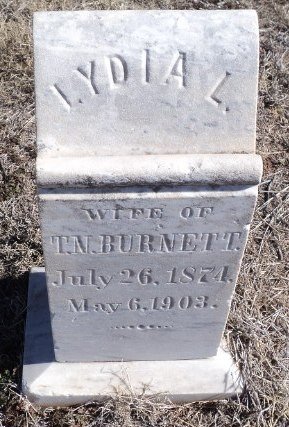 LYDIA L.
WIFE OF
T.N. BURNETT.
July 26, 1874.
May 6, 1903.